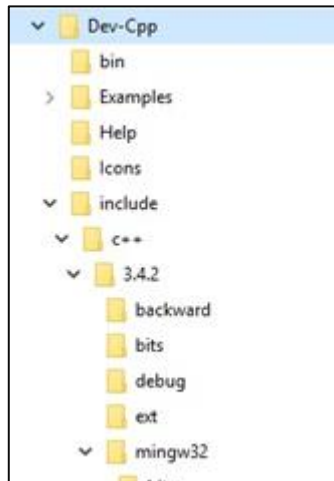 Dev-Cpp
bin
Examples
Help
Icons
include
c++
3.4.2
backward
bits
debug
ext
mingw32